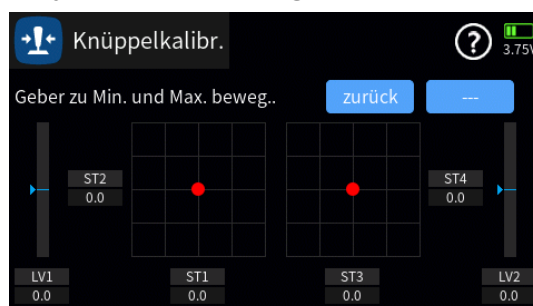 Knüppelkalibr.
?
3.75V
Geber zu Min. und Max. beweg..
zurück
---
ST2
0.0
ST4
0.0
LV1
0.0
ST1
0.0
ST3
0.0
LV2
0.0